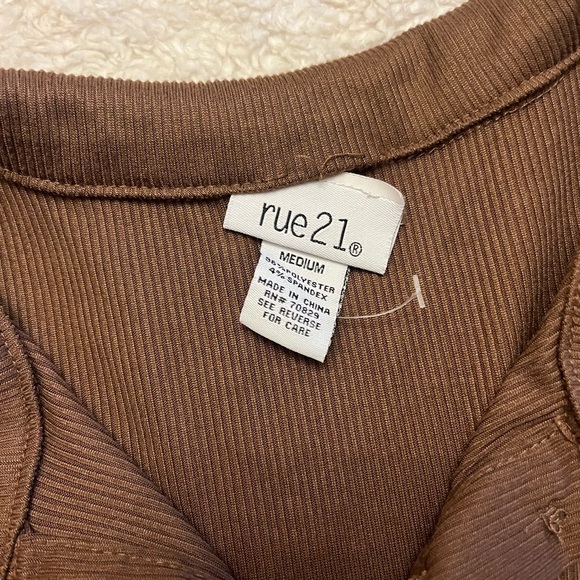 rue21®
MEDIUM
96% POLYESTER
4% SPANDEX
MADE IN CHINA
RN# 70829
SEE REVERSE
FOR CARE